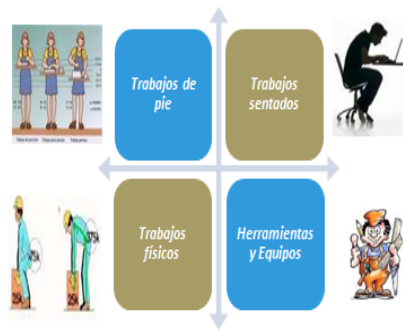 Trabajos de
pie
Trabajos
sentados
Trabajos
físicos
Herramientas
y Equipos